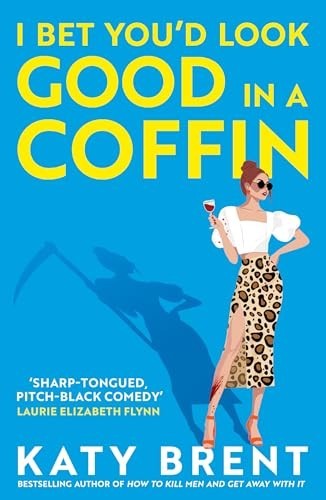 I BET YOU'D LOOK
GOOD IN A
COFFIN
'SHARP-TONGUED,
PITCH-BLACK COMEDY'
LAURIE ELIZABETH FLYNN
KATY BRENT
BESTSELLING AUTHOR OF HOW TO KILL MEN AND GET AWAY WITH IT